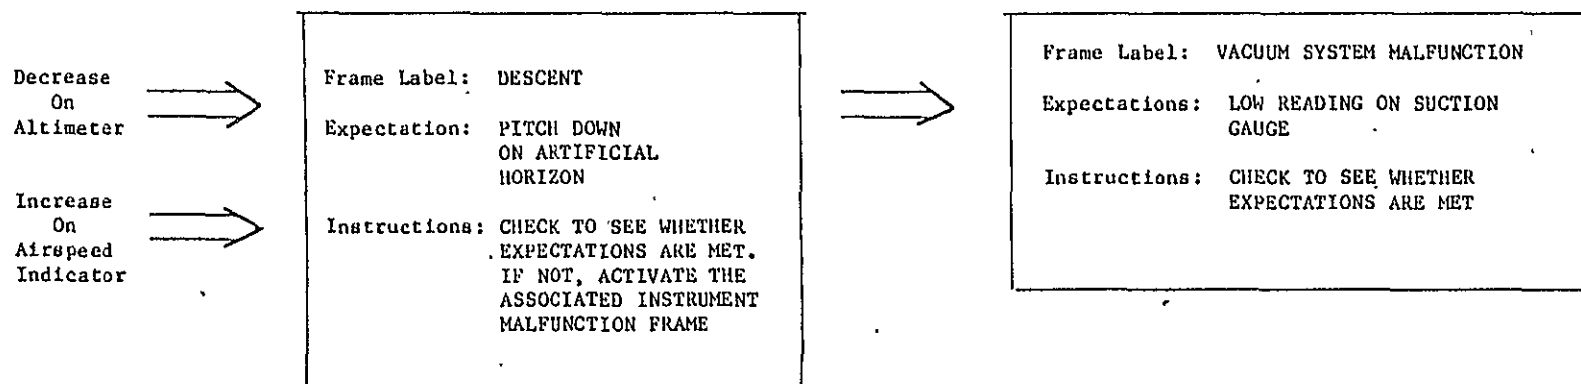 Decrease
On
Altimeter
Increase
On
Airspeed
Indicator
Frame Label: DESCENT
Expectation: PITCH DOWN
ON ARTIFICIAL
HORIZON
Instructions: CHECK TO SEE WHETHER
EXPECTATIONS ARE MET.
IF NOT, ACTIVATE THE
ASSOCIATED INSTRUMENT
MALFUNCTION FRAME
Frame Label: VACUUM SYSTEM MALFUNCTION
Expectations: LOW READING ON SUCTION
GAUGE
Instructions: CHECK TO SEE WHETHER
EXPECTATIONS ARE MET